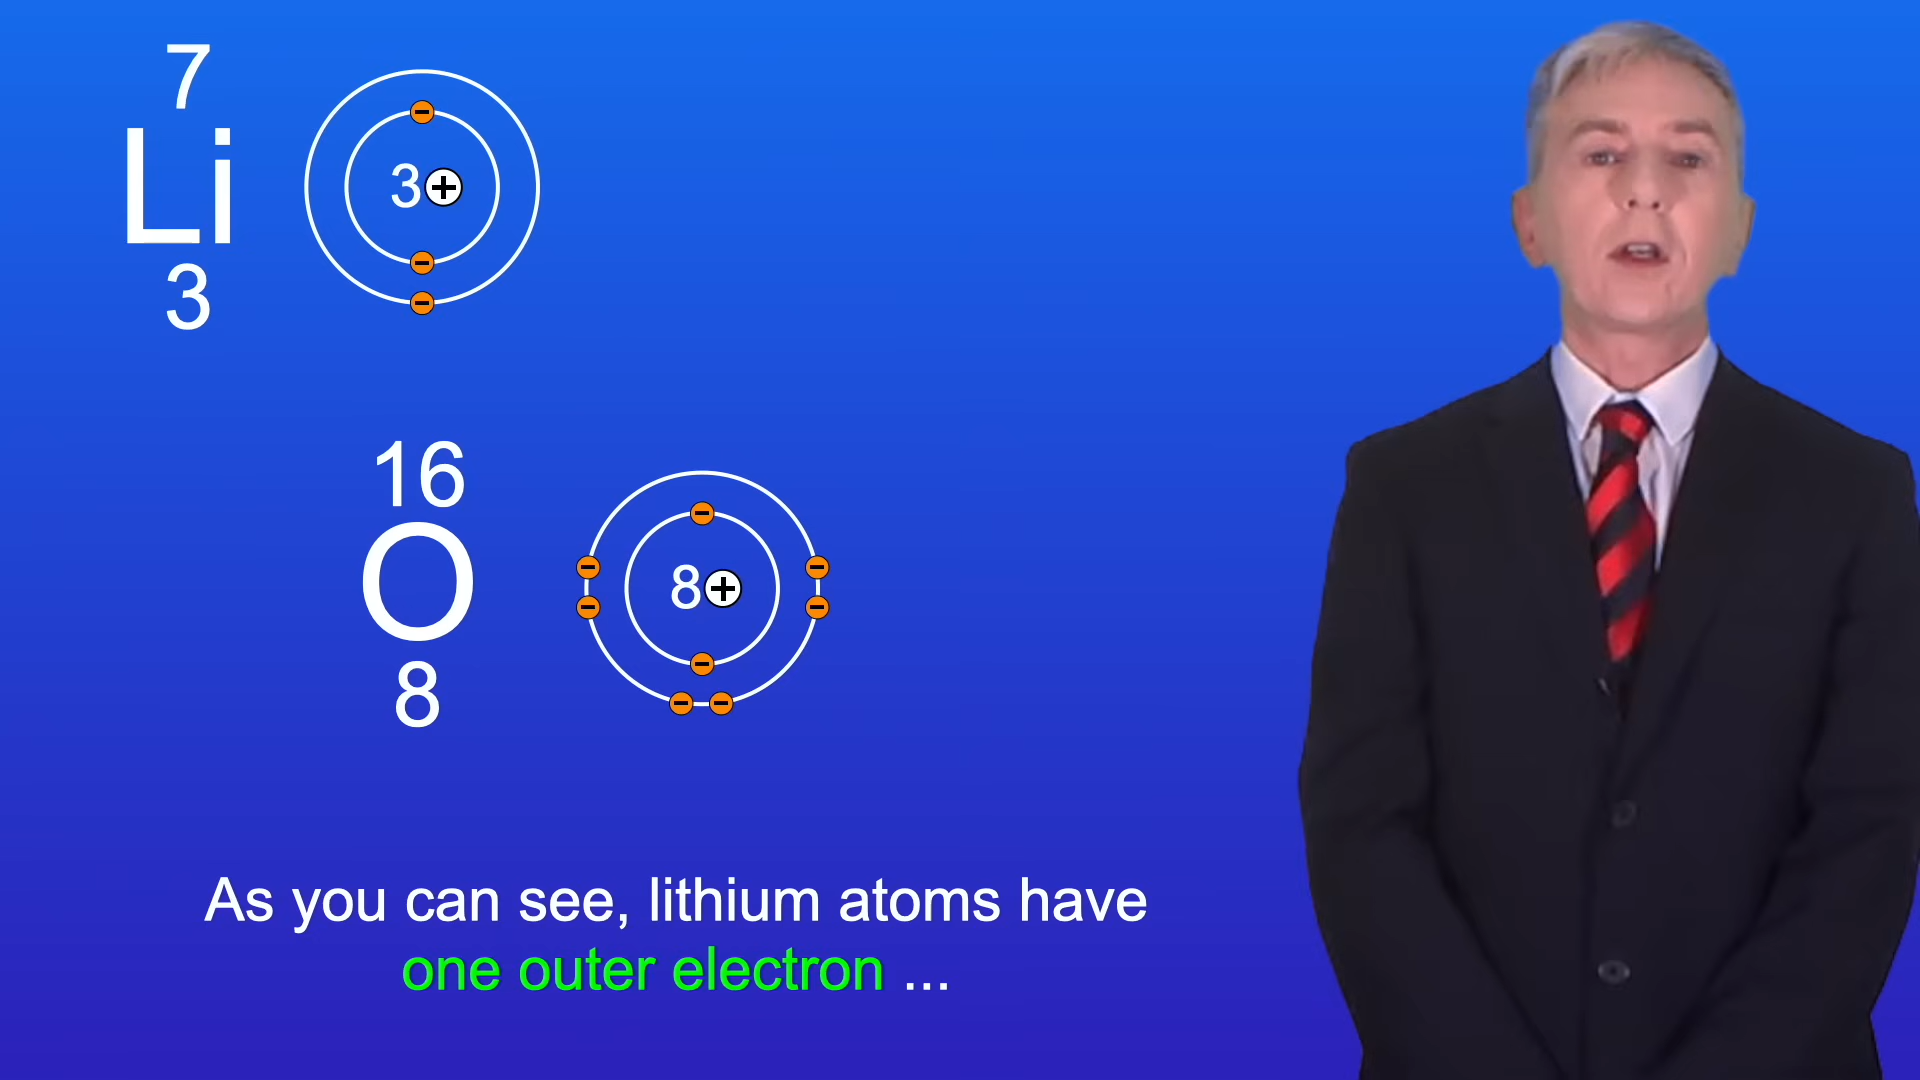 7
Li
3
3+
16
O
8
8+
As you can see, lithium atoms have
one outer electron ...